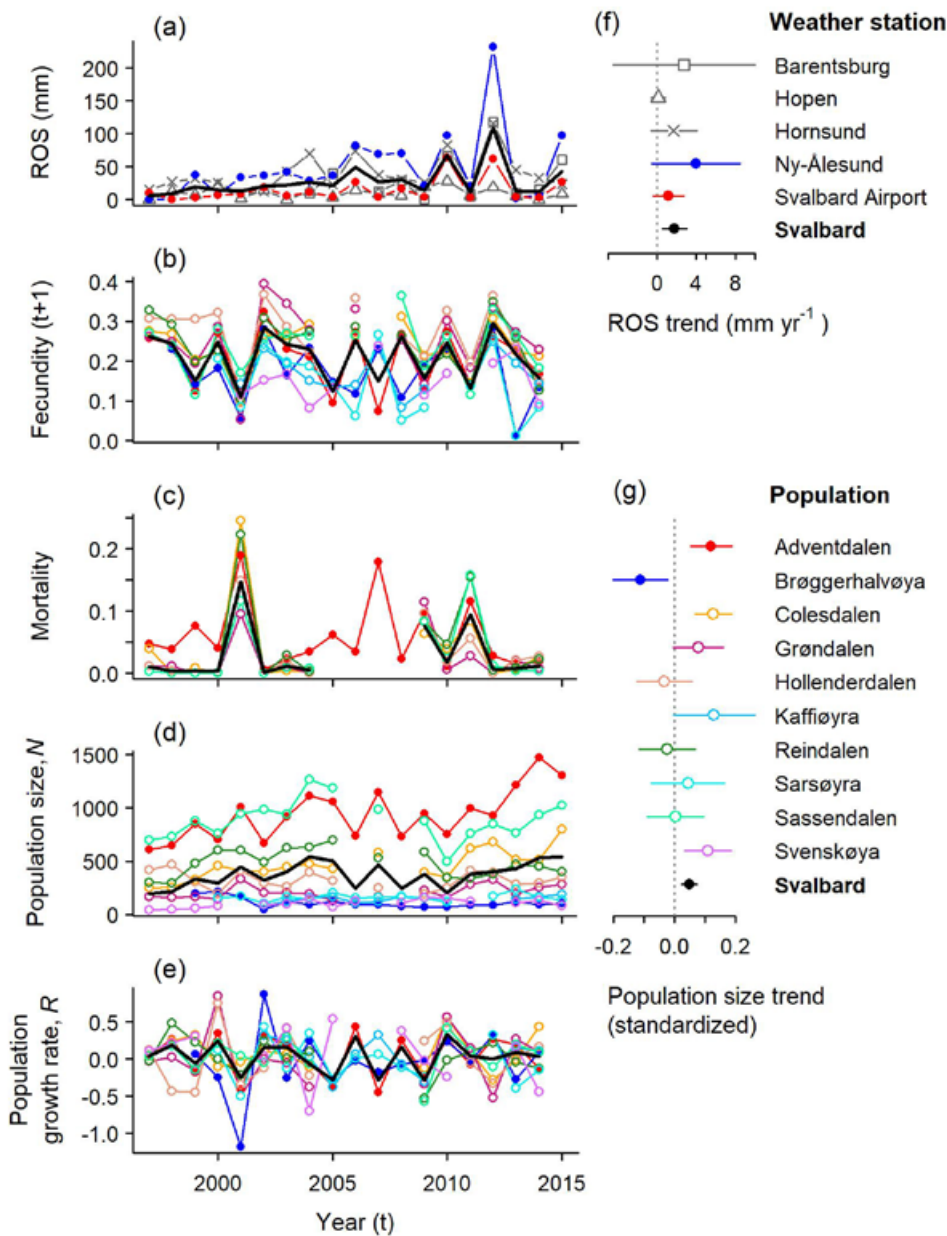 (a)
ROS (mm)
200
150
100
50
0
(b)
Fecundity (t+1)
0.4
0.3
0.2
0.1
0.0
(c)
Mortality
0.2
0.1
0.0
(d)
Population size, N
1500
1000
500
0
(e)
Population
growth rate, R
0.5
0.0
-0.5
-1.0
2000 2005 2010 2015
Year (t)
(f)
Weather station
Barentsburg
Hopen
Hornsund
Ny-Ålesund
Svalbard Airport
Svalbard
0 4 8
ROS trend (mm yr⁻¹ )
(g)
Population
Adventdalen
Brøggerhalvøya
Colesdalen
Grøndalen
Hollenderdalen
Kaffiøyra
Reindalen
Sarsøyra
Sassendalen
Svenskøya
Svalbard
-0.2 0.0 0.2
Population size trend
(standardized)